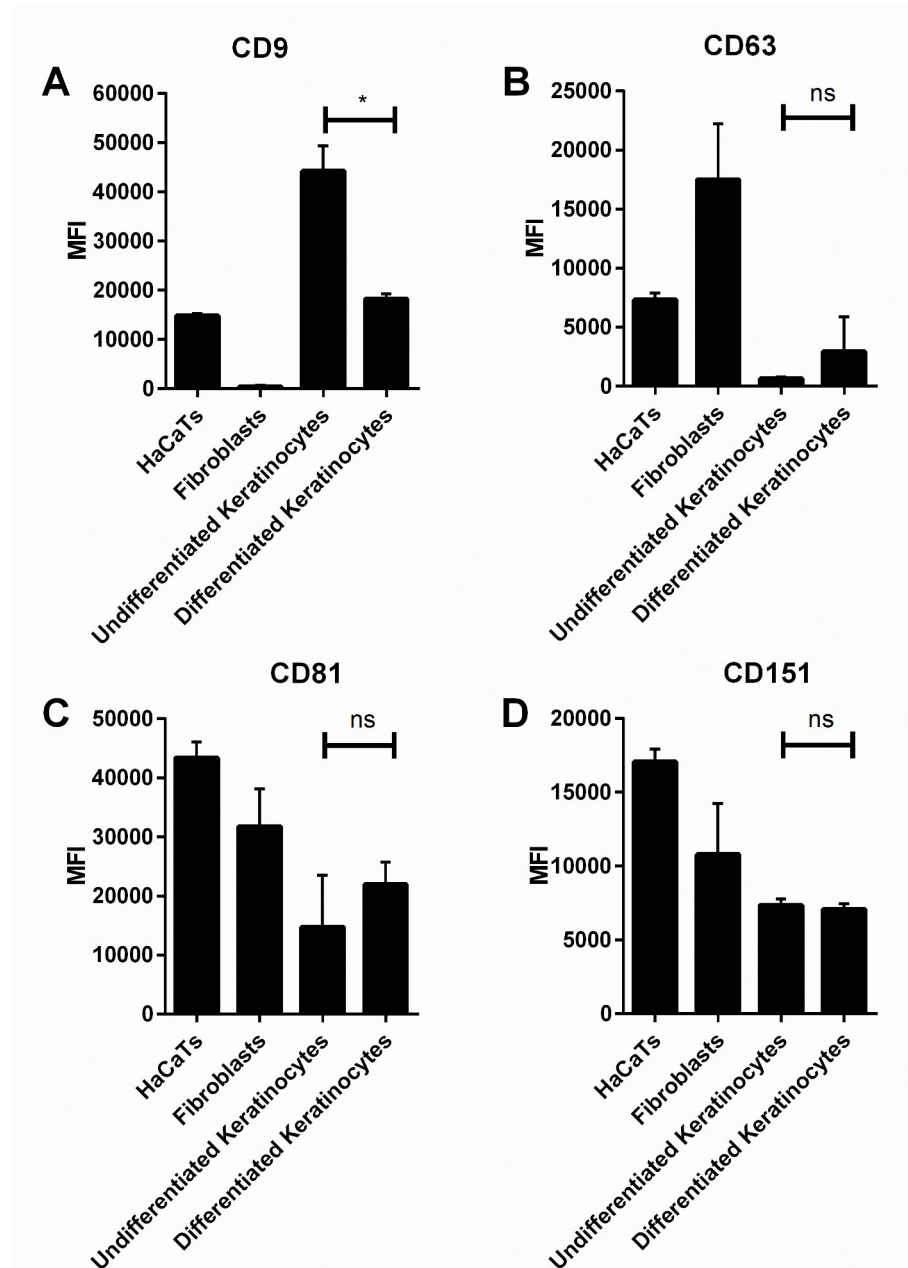 CD9
A
60000
50000
40000
30000
20000
10000
0
MFI
*
HaCaTs
Fibroblasts
Undifferentiated Keratinocytes
Differentiated Keratinocytes
CD63
B
25000
20000
15000
10000
5000
0
MFI
ns
HaCaTs
Fibroblasts
Undifferentiated Keratinocytes
Differentiated Keratinocytes
CD81
C
50000
40000
30000
20000
10000
0
MFI
ns
HaCaTs
Fibroblasts
Undifferentiated Keratinocytes
Differentiated Keratinocytes
CD151
D
20000
15000
10000
5000
0
MFI
ns
HaCaTs
Fibroblasts
Undifferentiated Keratinocytes
Differentiated Keratinocytes